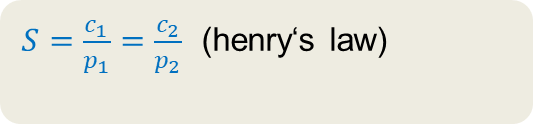 S = c₁/p₁ = c₂/p₂ (henry‘s law)